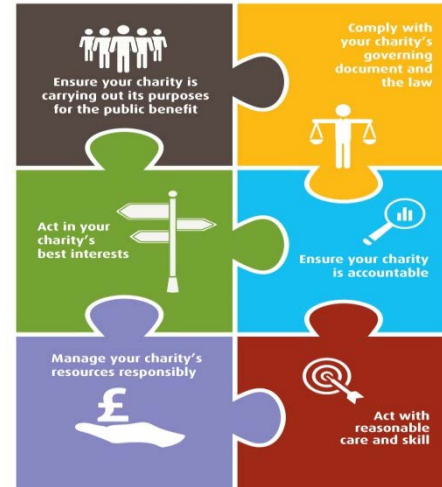 Ensure your charity is
carrying out its purposes
for the public benefit
Comply with
your charity's
governing
document and
the law
Act in your
charity's
best interests
Ensure your charity
is accountable
Manage your charity's
resources responsibly
£
Act with
reasonable
care and skill